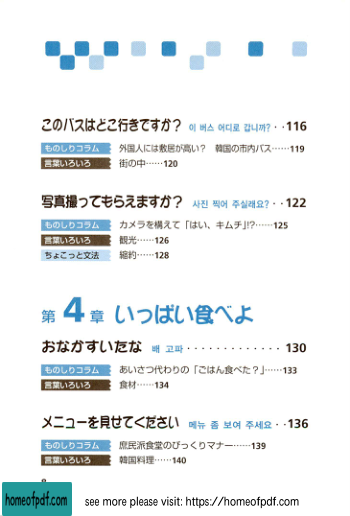 このバスはどこ行きですか？ 이 버스 어디로 갑니까?・・116
ものしりコラム 外国人には敷居が高い？ 韓国の市内バス……119
言葉いろいろ 街の中……120
写真撮ってもらえますか？ 사진 찍어 주실래요?・・122
ものしりコラム カメラを構えて「はい、キムチ」!?……125
言葉いろいろ 観光……126
ちょこっと文法 縮約……128
第4章 いっぱい食べよ
おなかすいたな 배 고파・・・・・・・・・・・・・130
ものしりコラム あいさつ代わりの「ごはん食べた？」……133
言葉いろいろ 食材……134
メニューを見せてください 메뉴 좀 보여 주세요・・136
ものしりコラム 庶民派食堂のびっくりマナー……139
言葉いろいろ 韓国料理……140
homeofpdf.com see more please visit: https://homeofpdf.com